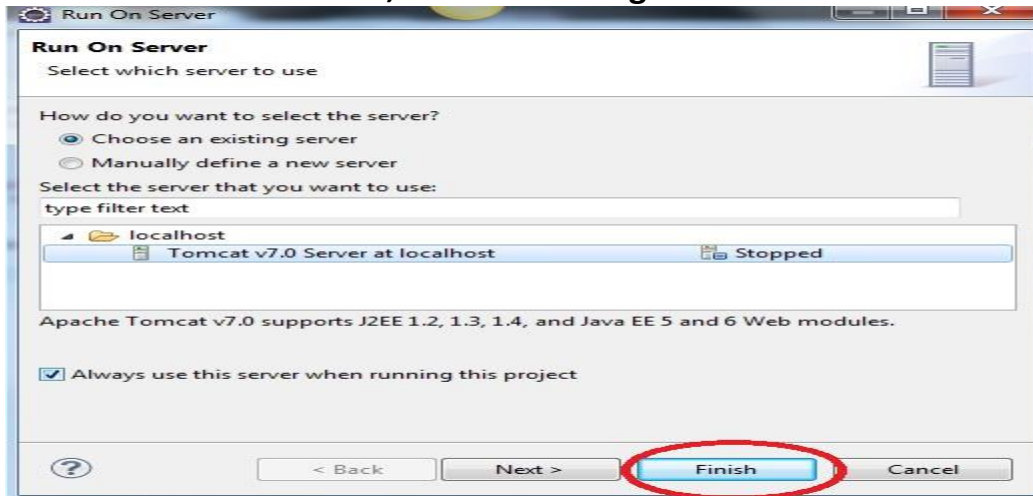 Run On Server
Run On Server
Select which server to use
How do you want to select the server?
Choose an existing server
Manually define a new server
Select the server that you want to use:
type filter text
localhost
Tomcat v7.0 Server at localhost Stopped
Apache Tomcat v7.0 supports J2EE 1.2, 1.3, 1.4, and Java EE 5 and 6 Web modules.
Always use this server when running this project
? < Back Next > Finish Cancel